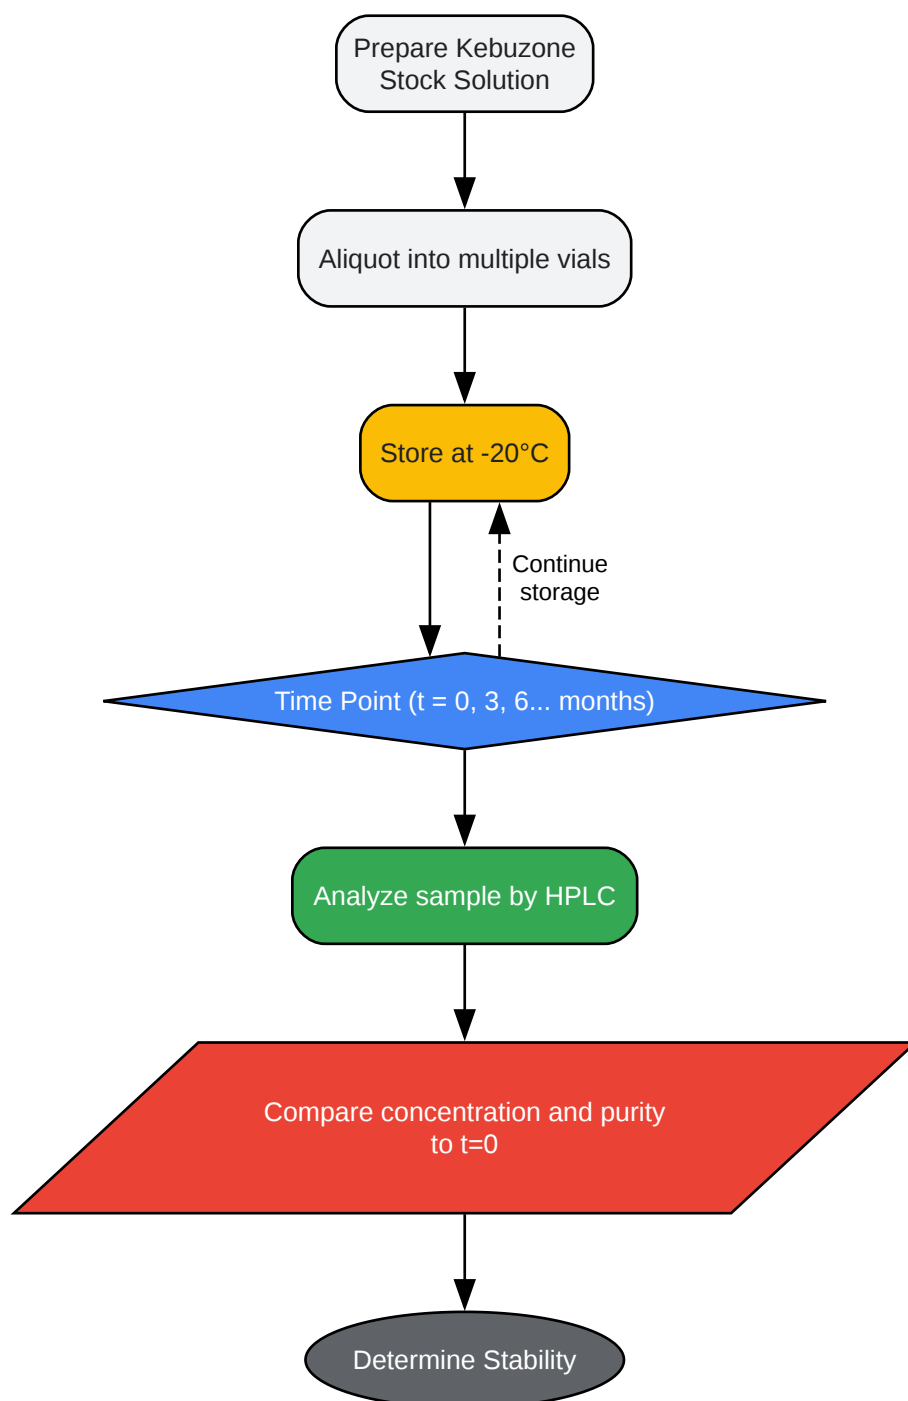 Prepare Kebuzone
Stock Solution
Aliquot into multiple vials
Store at -20°C
Continue
storage
Time Point (t = 0, 3, 6... months)
Analyze sample by HPLC
Compare concentration and purity
to t=0
Determine Stability